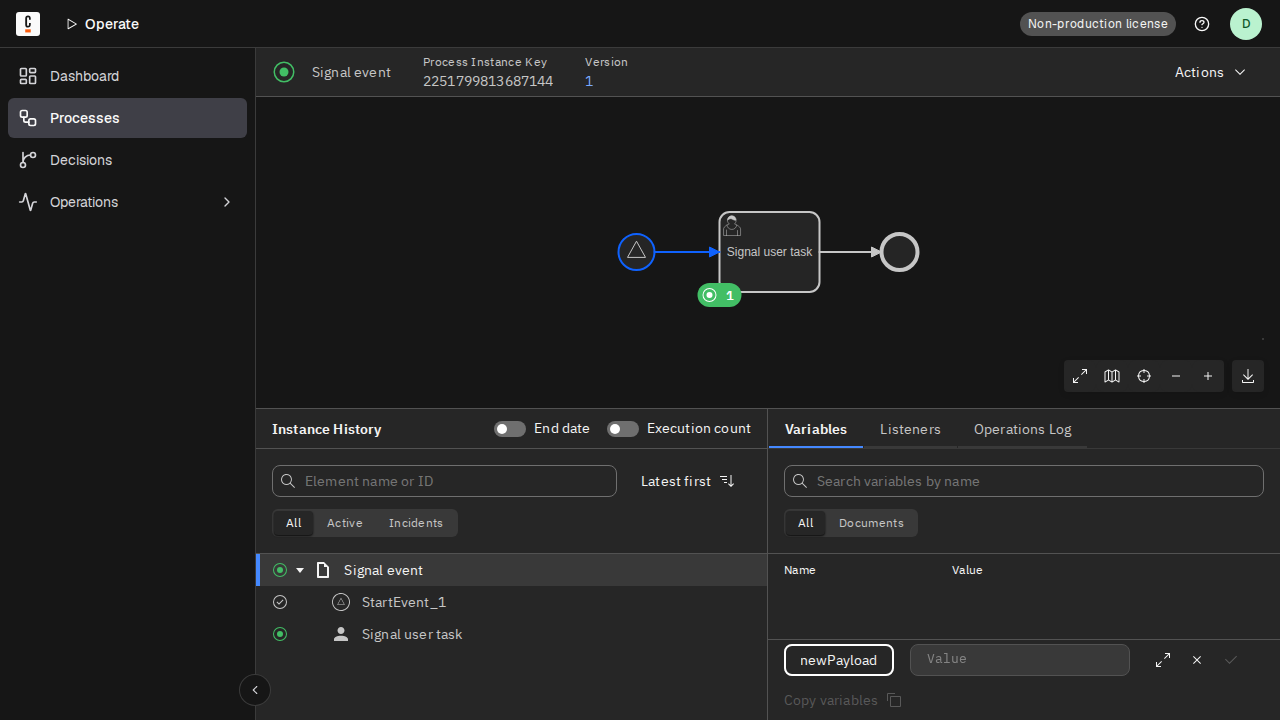 C
Operate
Non-production license
D
Dashboard
Processes
Decisions
Operations
Signal event
Process Instance Key
2251799813687144
Version
1
Actions
Signal user task
1
Instance History
End date
Execution count
Element name or ID
Latest first
All
Active
Incidents
Signal event
StartEvent_1
Signal user task
Variables
Listeners
Operations Log
Search variables by name
All
Documents
Name
Value
newPayload
Value
Copy variables